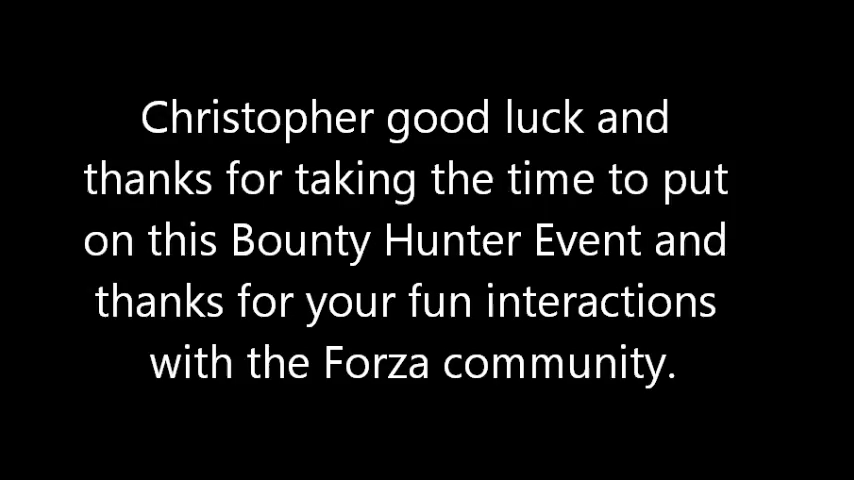 Christopher good luck and
thanks for taking the time to put
on this Bounty Hunter Event and
thanks for your fun interactions
with the Forza community.